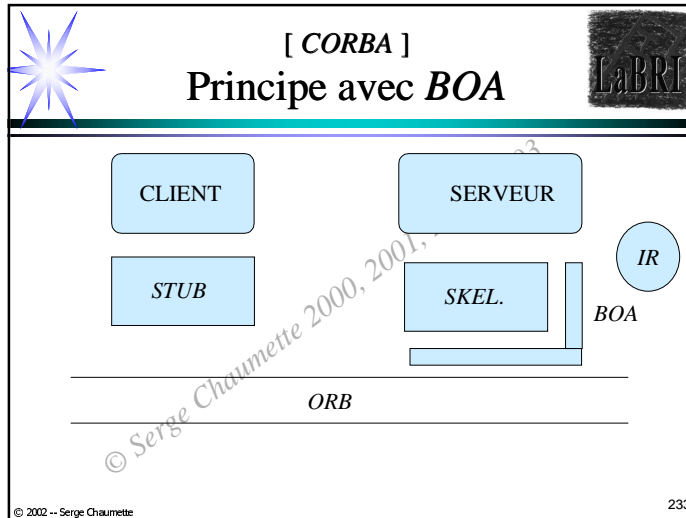 [ CORBA ]
Principe avec BOA
LaBRI
CLIENT
SERVEUR
IR
STUB
SKEL.
BOA
ORB
© Serge Chaumette 2000, 2001,
© 2002 -- Serge Chaumette
233